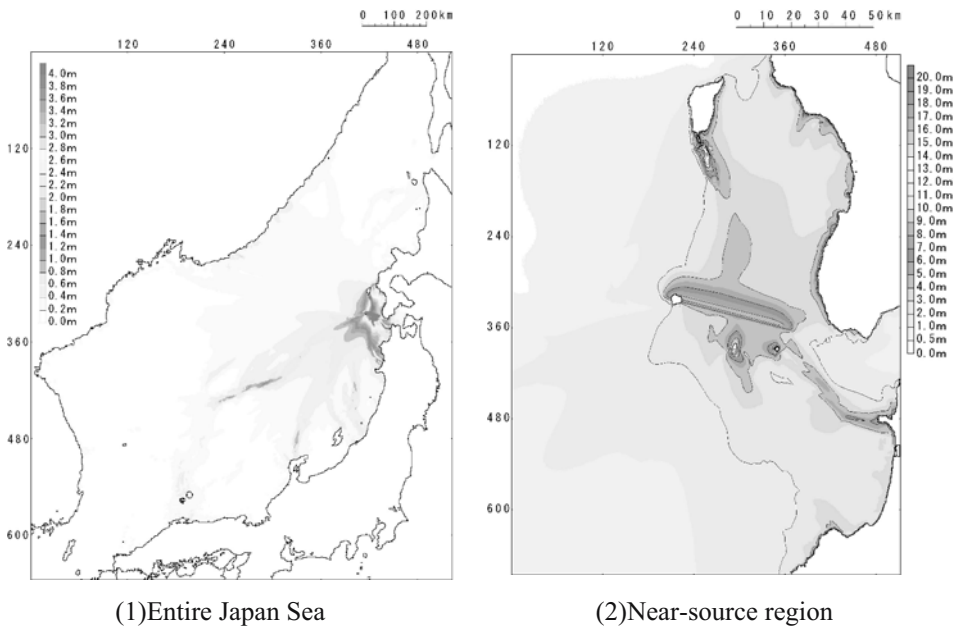 0 100 200km
120 240 360 480
4.0m
3.8m
3.6m
3.4m
3.2m
3.0m
2.8m
2.6m
2.4m
2.2m
2.0m
1.8m
1.6m
1.4m
1.2m
1.0m
0.8m
0.6m
0.4m
0.2m
0.0m
120
240
360
480
600
(1)Entire Japan Sea
0 10 20 30 40 50km
120 240 360 480
20.0m
19.0m
18.0m
17.0m
16.0m
15.0m
14.0m
13.0m
12.0m
11.0m
10.0m
9.0m
8.0m
7.0m
6.0m
5.0m
4.0m
3.0m
2.0m
1.0m
0.5m
0.0m
120
240
360
480
600
(2)Near-source region